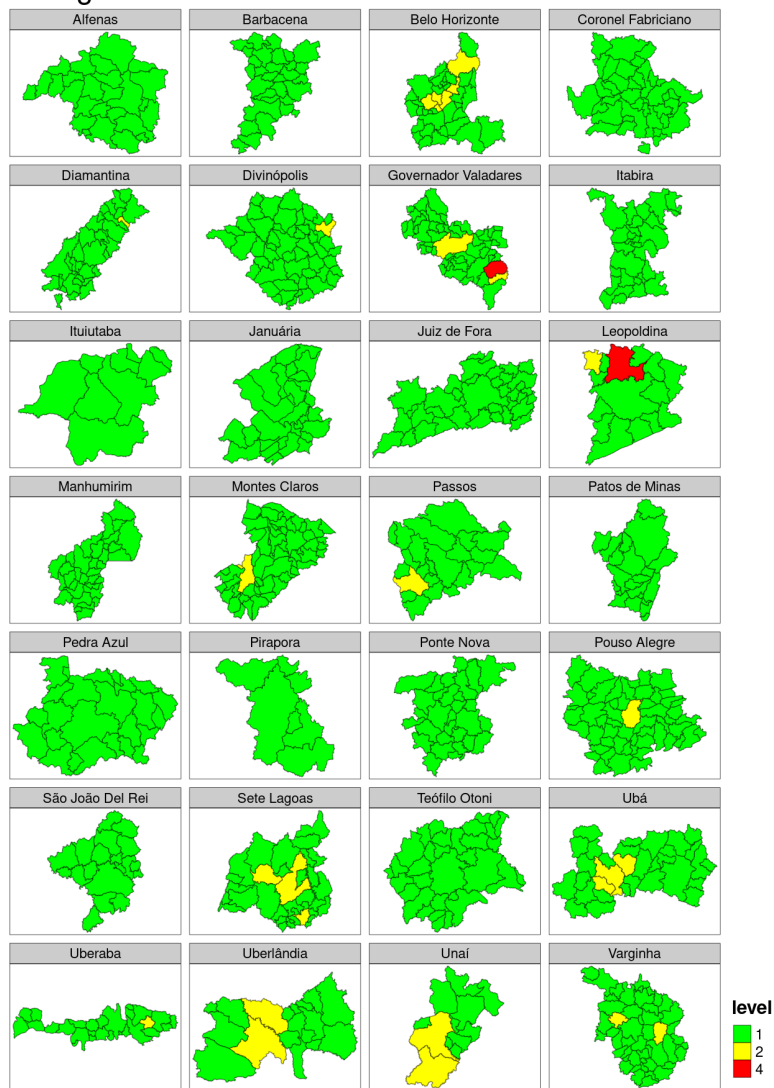 Alfenas
Barbacena
Belo Horizonte
Coronel Fabriciano
Diamantina
Divinópolis
Governador Valadares
Itabira
Ituiutaba
Januária
Juiz de Fora
Leopoldina
Manhumirim
Montes Claros
Passos
Patos de Minas
Pedra Azul
Pirapora
Ponte Nova
Pouso Alegre
São João Del Rei
Sete Lagoas
Teófilo Otoni
Ubá
Uberaba
Uberlândia
Unaí
Varginha
level
1
2
4